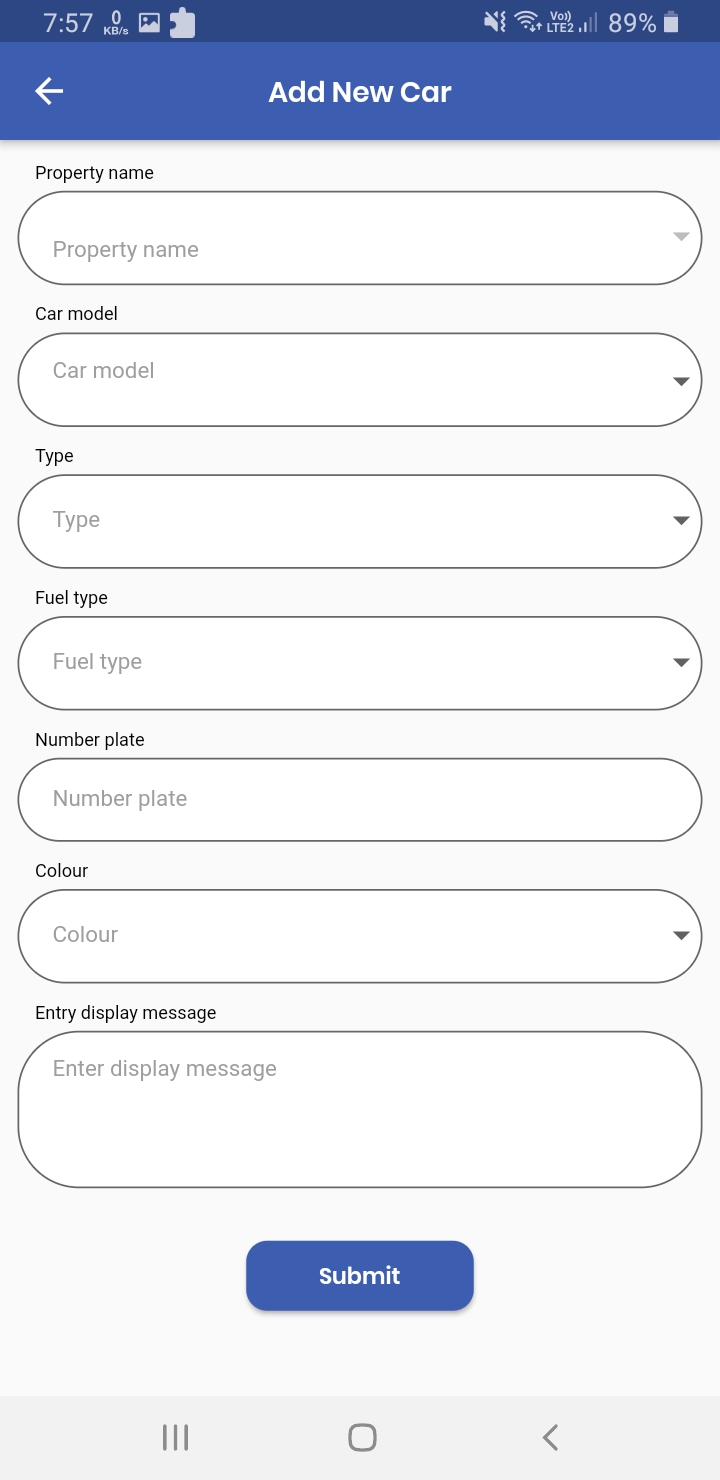 7:57 0 KB/s Vo)) LTE2 89%
Add New Car
Property name
Property name
Car model
Car model
Type
Type
Fuel type
Fuel type
Number plate
Number plate
Colour
Colour
Entry display message
Enter display message
Submit